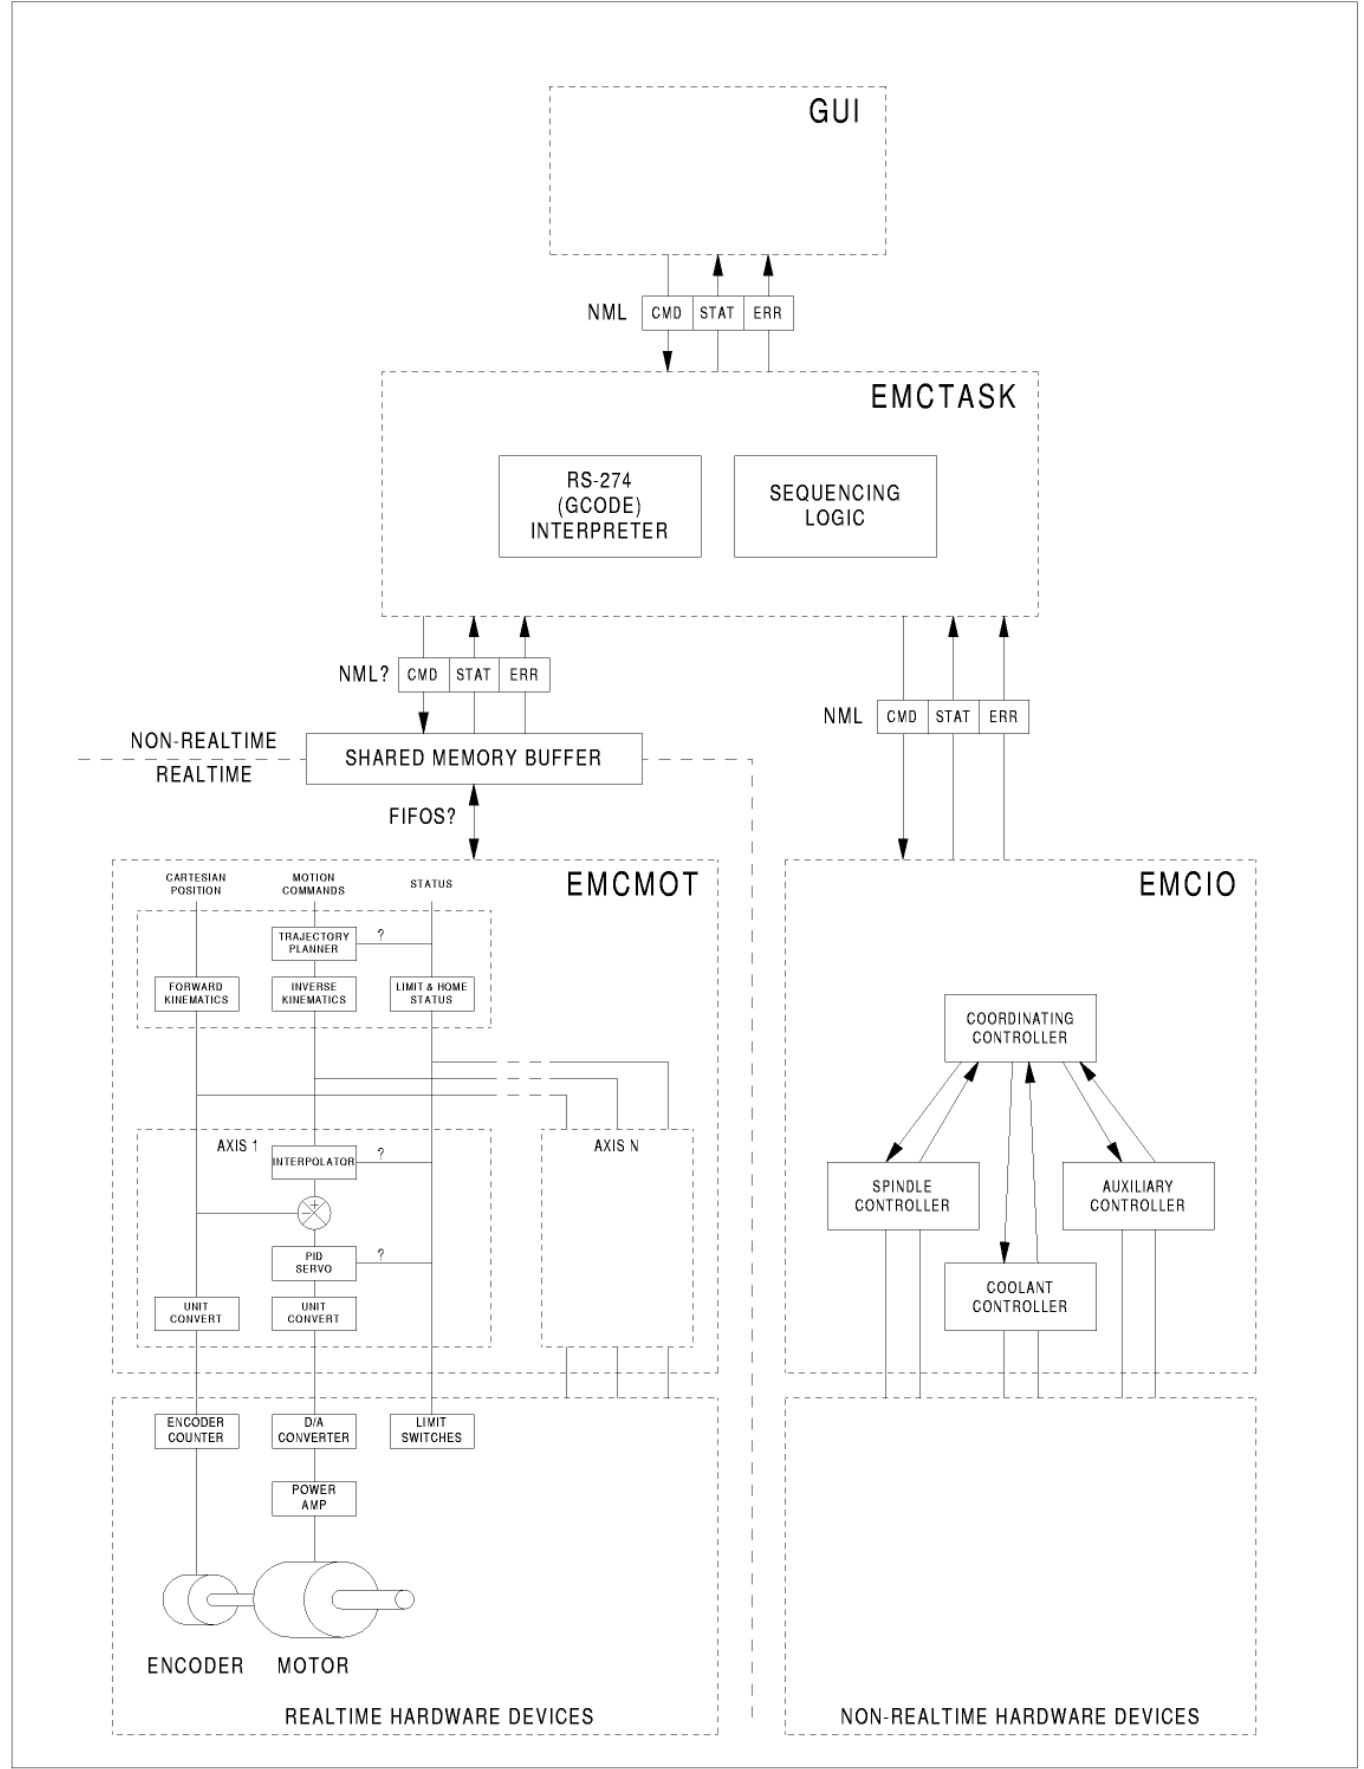 GUI
NML CMD STAT ERR
EMCTASK
RS-274
(GCODE)
INTERPRETER
SEQUENCING
LOGIC
NML? CMD STAT ERR
NML CMD STAT ERR
NON-REALTIME
REALTIME
SHARED MEMORY BUFFER
FIFOS?
EMCMOT
CARTESIAN
POSITION
MOTION
COMMANDS
STATUS
TRAJECTORY
PLANNER
?
FORWARD
KINEMATICS
INVERSE
KINEMATICS
LIMIT & HOME
STATUS
AXIS 1
INTERPOLATOR
?
+
−
PID
SERVO
?
UNIT
CONVERT
UNIT
CONVERT
AXIS N
EMCIO
COORDINATING
CONTROLLER
SPINDLE
CONTROLLER
AUXILIARY
CONTROLLER
COOLANT
CONTROLLER
ENCODER
COUNTER
D/A
CONVERTER
LIMIT
SWITCHES
POWER
AMP
ENCODER
MOTOR
REALTIME HARDWARE DEVICES
NON-REALTIME HARDWARE DEVICES